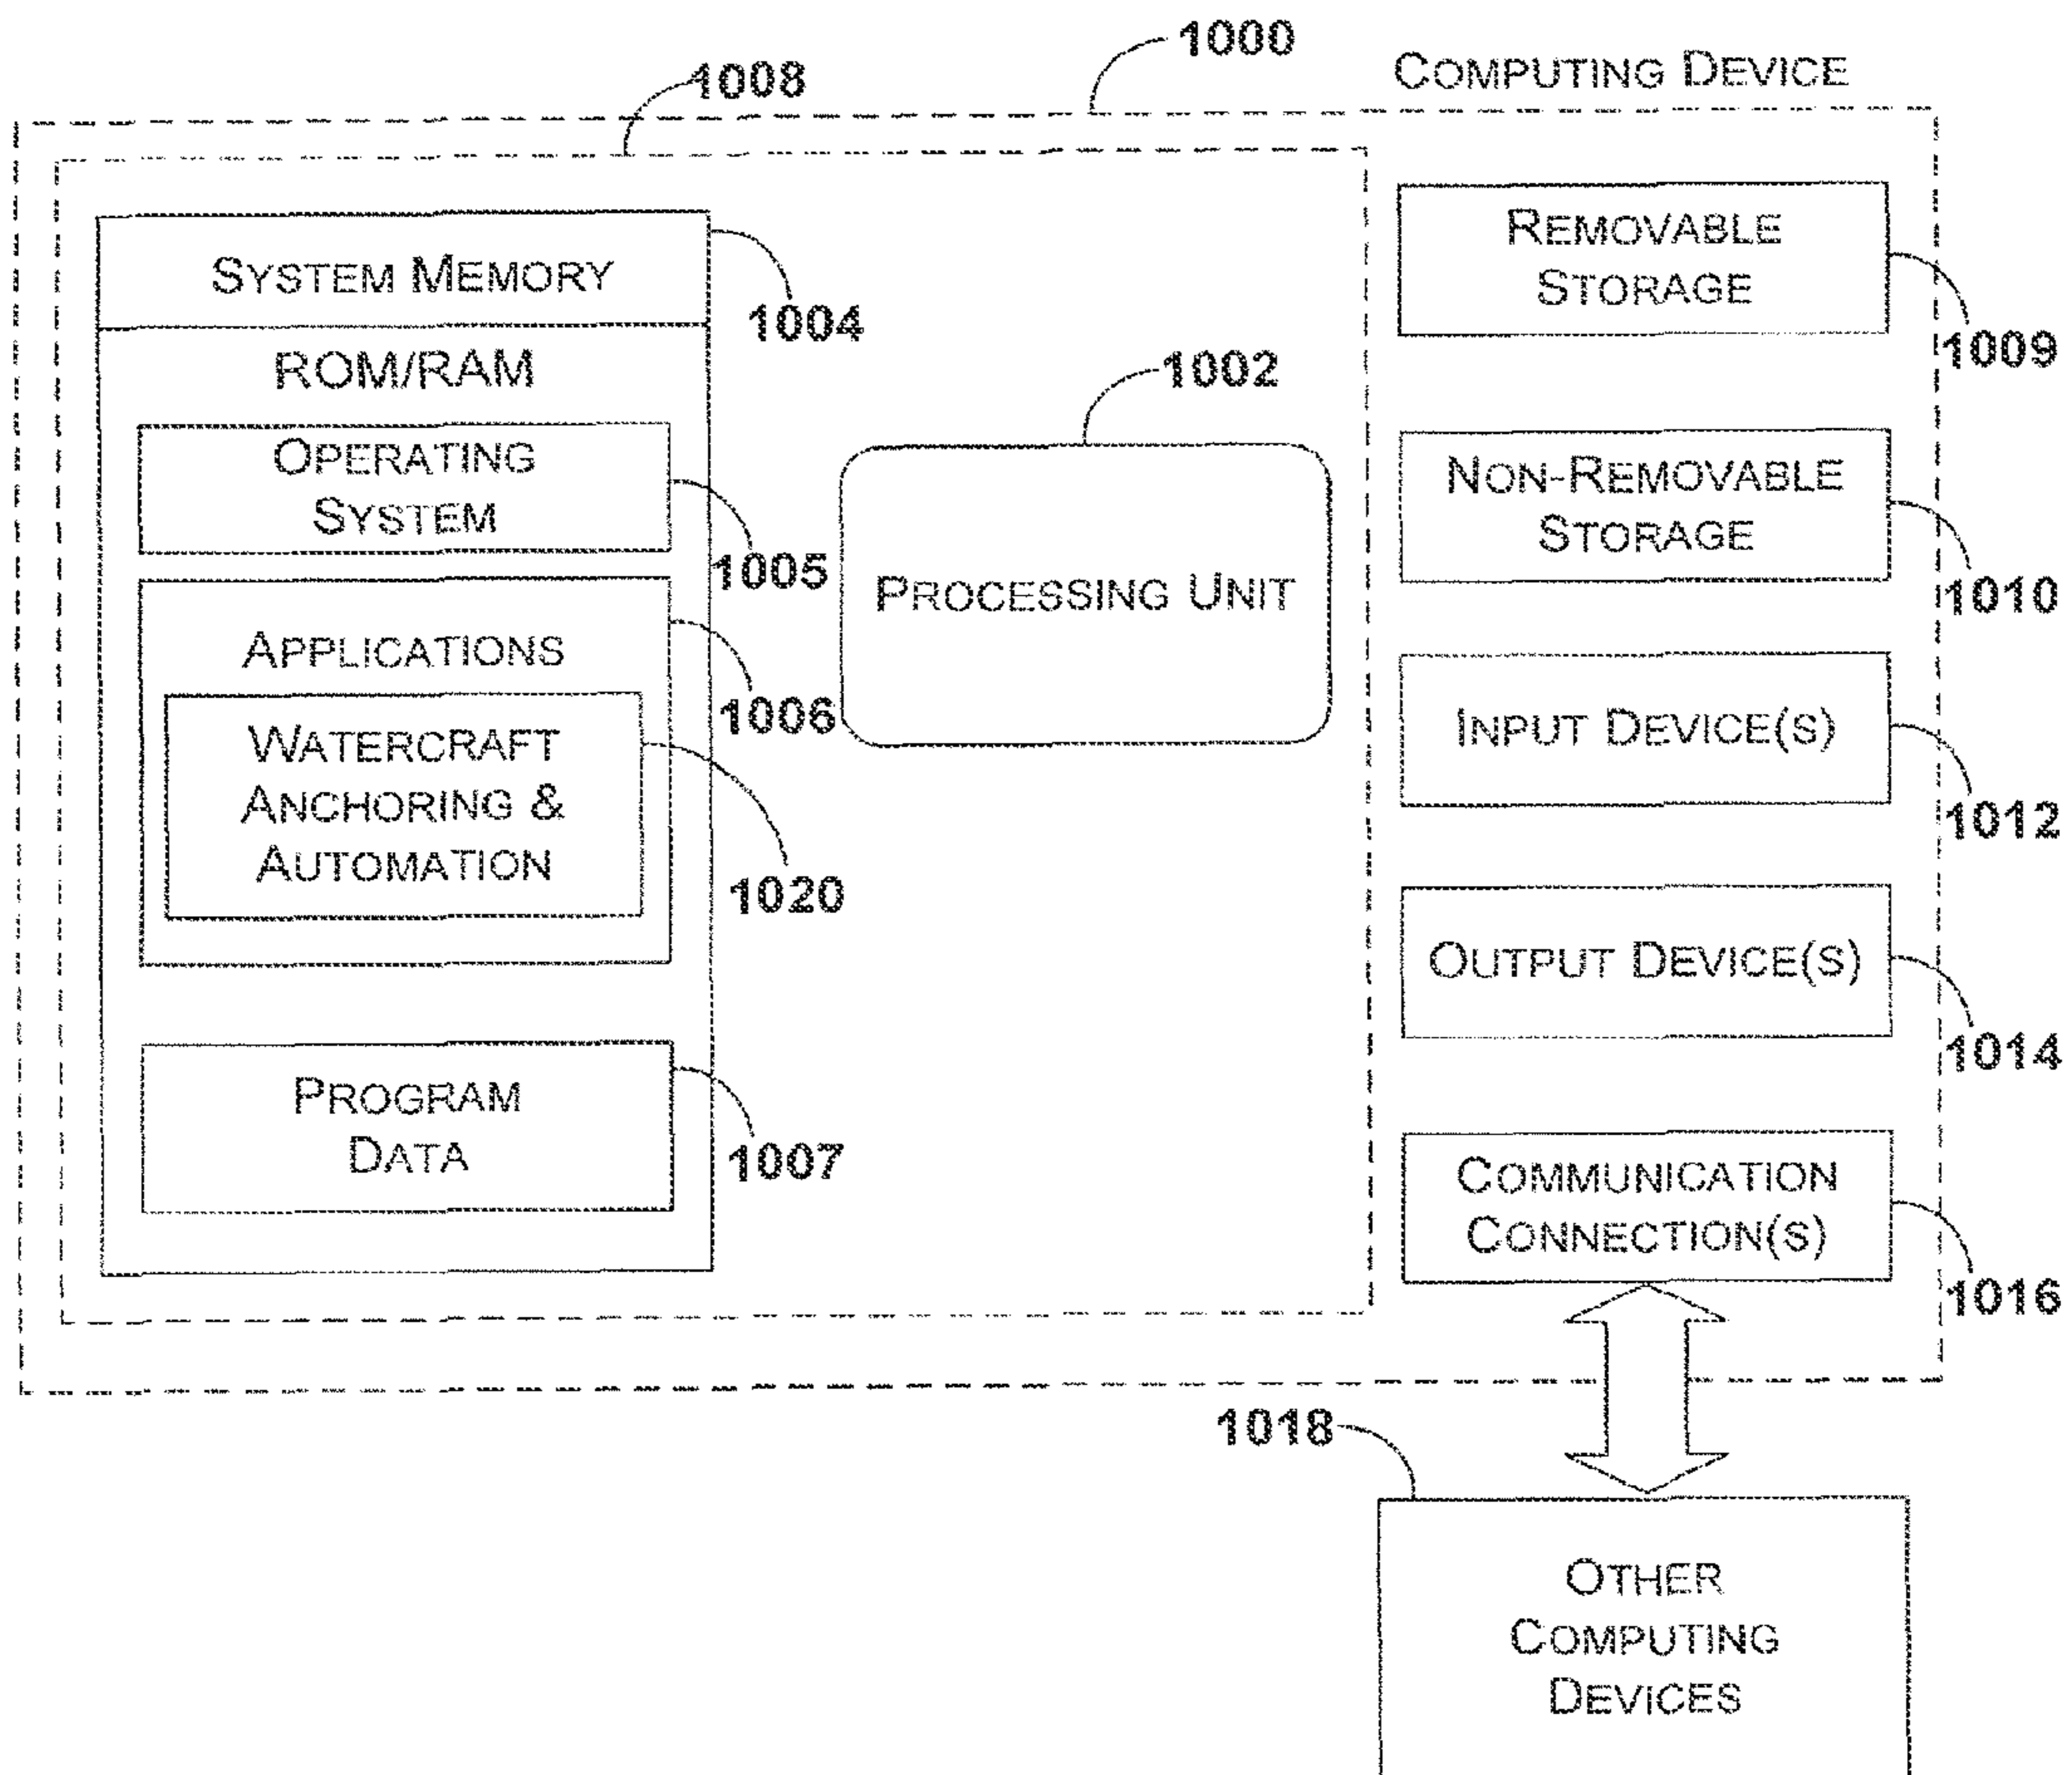 1000
COMPUTING DEVICE
1008
SYSTEM MEMORY
1004
ROM/RAM
OPERATING
SYSTEM
1005
APPLICATIONS
1006
WATERCRAFT
ANCHORING &
AUTOMATION
1020
PROGRAM
DATA
1007
1002
PROCESSING UNIT
REMOVABLE
STORAGE
1009
NON-REMOVABLE
STORAGE
1010
INPUT DEVICE(S)
1012
OUTPUT DEVICE(S)
1014
COMMUNICATION
CONNECTION(S)
1016
1018
OTHER
COMPUTING
DEVICES